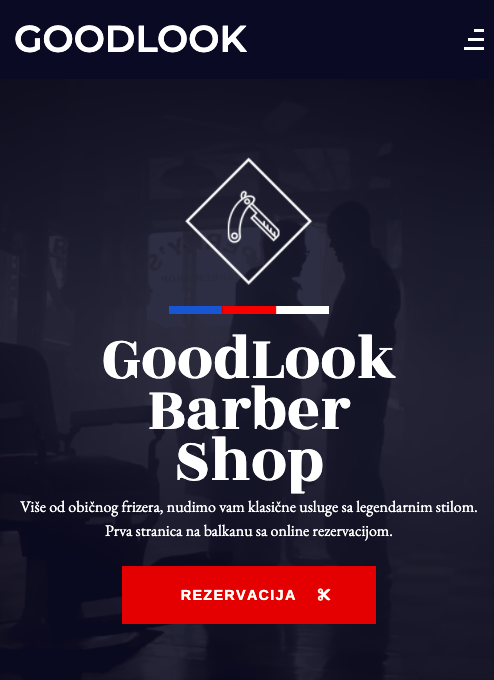 GOODLOOK
GoodLook
Barber
Shop
Više od običnog frizera, nudimo vam klasične usluge sa legendarnim stilom.
Prva stranica na balkanu sa online rezervacijom.
REZERVACIJA